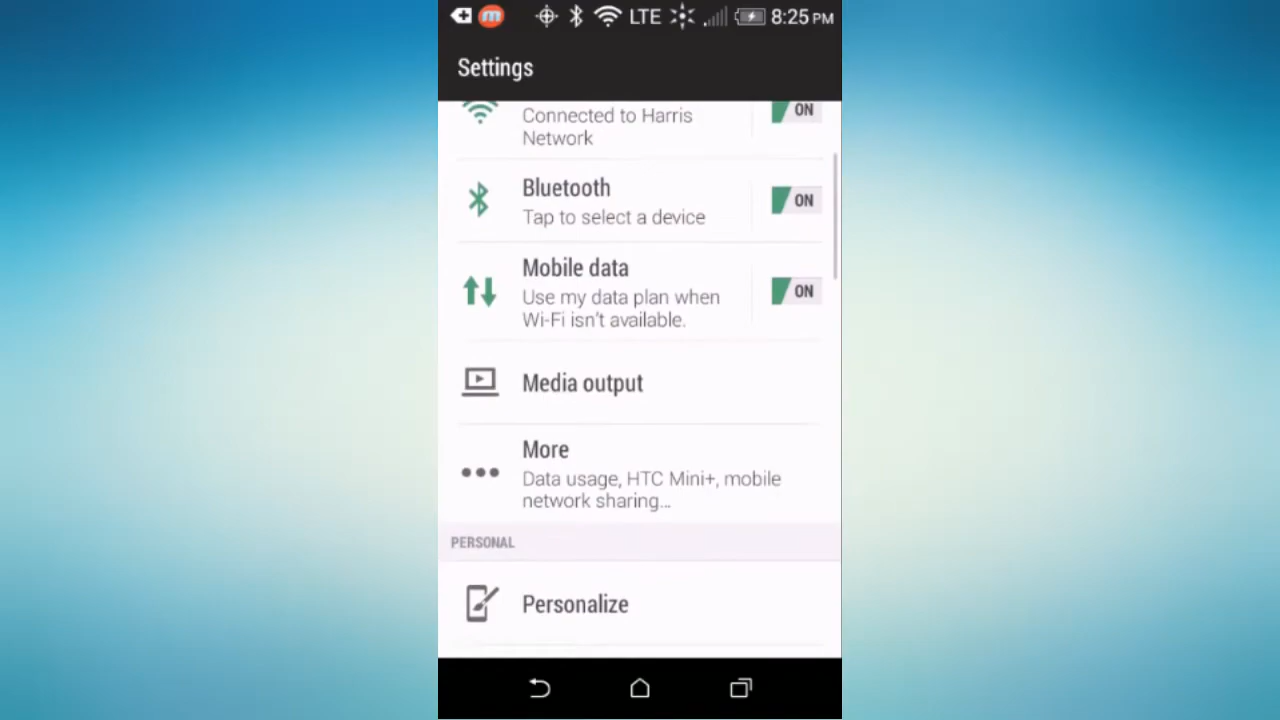 LTE 8:25 PM
Settings
Connected to Harris
Network
ON
Bluetooth
Tap to select a device
ON
Mobile data
Use my data plan when
Wi-Fi isn't available.
ON
Media output
More
Data usage, HTC Mini+, mobile
network sharing...
PERSONAL
Personalize